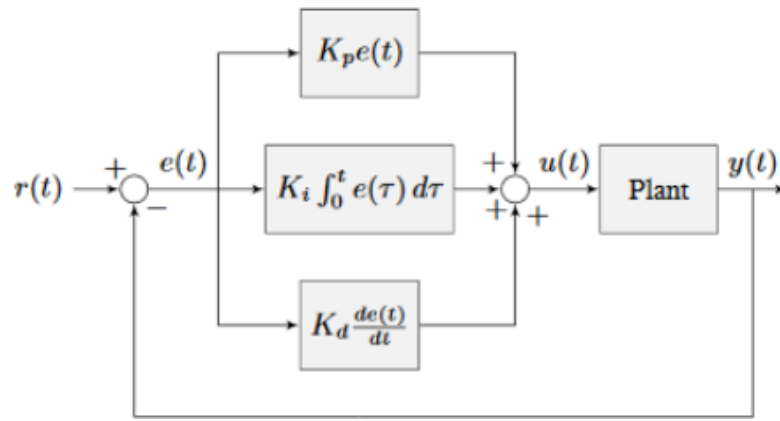 K_p e(t)
+ e(t) + u(t) y(t)
r(t) K_i ∫_0^t e(τ) dτ Plant
− + +
K_d de(t)/dt